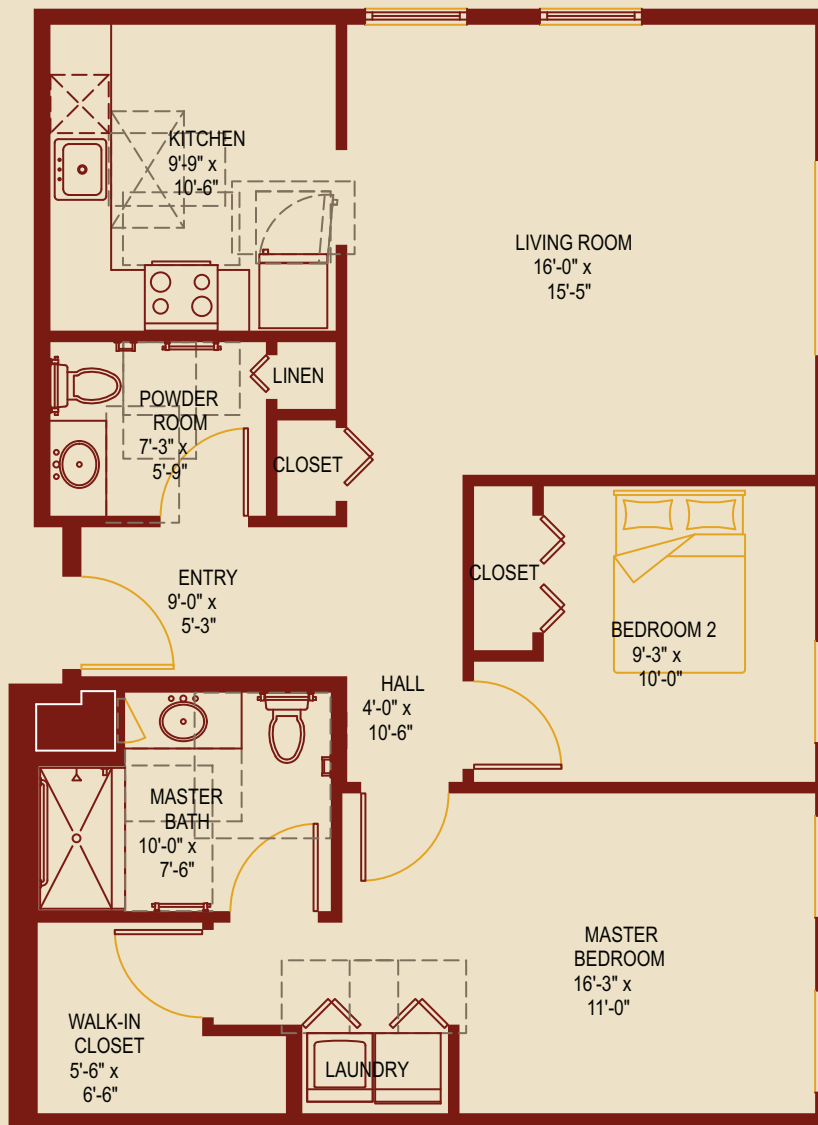 KITCHEN
9'-9" x
10'-6"
LIVING ROOM
16'-0" x
15'-5"
LINEN
POWDER
ROOM
7'-3" x
5'-9"
CLOSET
ENTRY
9'-0" x
5'-3"
CLOSET
BEDROOM 2
9'-3" x
10'-0"
HALL
4'-0" x
10'-6"
MASTER
BATH
10'-0" x
7'-6"
MASTER
BEDROOM
16'-3" x
11'-0"
WALK-IN
CLOSET
5'-6" x
6'-6"
LAUNDRY